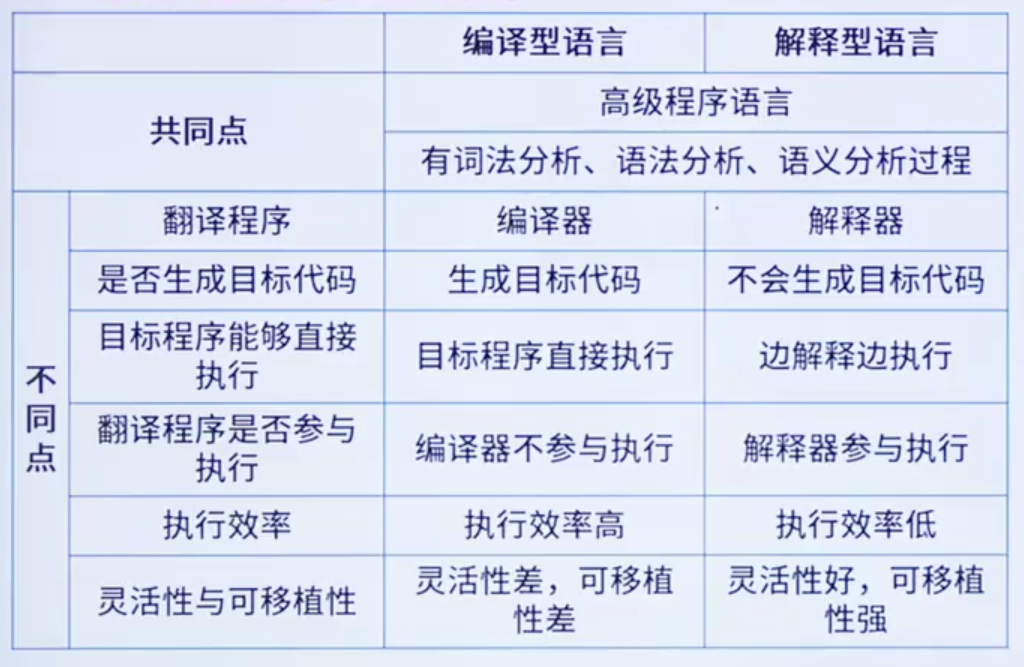 编译型语言
解释型语言
共同点
高级程序语言
有词法分析、语法分析、语义分析过程
不同点
翻译程序
编译器
解释器
是否生成目标代码
生成目标代码
不会生成目标代码
目标程序能够直接
执行
目标程序直接执行
边解释边执行
翻译程序是否参与
执行
编译器不参与执行
解释器参与执行
执行效率
执行效率高
执行效率低
灵活性与可移植性
灵活性差，可移植
性差
灵活性好，可移植
性强